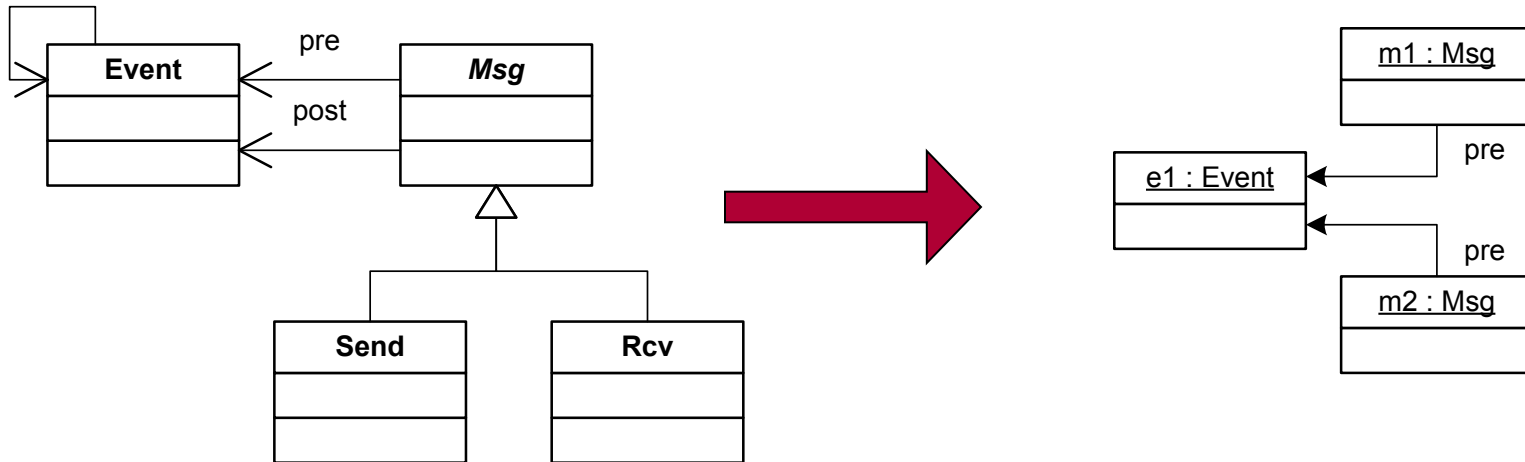 Event
pre
Msg
post
Send
Rcv
m1 : Msg
pre
e1 : Event
pre
m2 : Msg